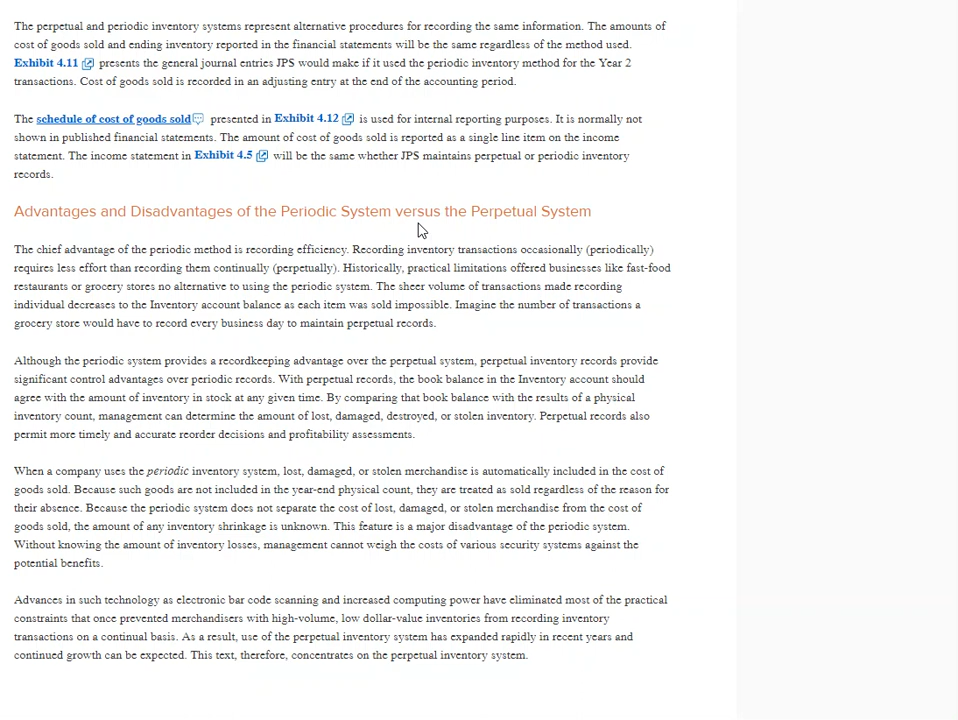 The perpetual and periodic inventory systems represent alternative procedures for recording the same information. The amounts of
cost of goods sold and ending inventory reported in the financial statements will be the same regardless of the method used.
Exhibit 4.11 presents the general journal entries JPS would make if it used the periodic inventory method for the Year 2
transactions. Cost of goods sold is recorded in an adjusting entry at the end of the accounting period.
The schedule of cost of goods sold presented in Exhibit 4.12 is used for internal reporting purposes. It is normally not
shown in published financial statements. The amount of cost of goods sold is reported as a single line item on the income
statement. The income statement in Exhibit 4.5 will be the same whether JPS maintains perpetual or periodic inventory
records.
Advantages and Disadvantages of the Periodic System versus the Perpetual System
The chief advantage of the periodic method is recording efficiency. Recording inventory transactions occasionally (periodically)
requires less effort than recording them continually (perpetually). Historically, practical limitations offered businesses like fast-food
restaurants or grocery stores no alternative to using the periodic system. The sheer volume of transactions made recording
individual decreases to the Inventory account balance as each item was sold impossible. Imagine the number of transactions a
grocery store would have to record every business day to maintain perpetual records.
Although the periodic system provides a recordkeeping advantage over the perpetual system, perpetual inventory records provide
significant control advantages over periodic records. With perpetual records, the book balance in the Inventory account should
agree with the amount of inventory in stock at any given time. By comparing that book balance with the results of a physical
inventory count, management can determine the amount of lost, damaged, destroyed, or stolen inventory. Perpetual records also
permit more timely and accurate reorder decisions and profitability assessments.
When a company uses the periodic inventory system, lost, damaged, or stolen merchandise is automatically included in the cost of
goods sold. Because such goods are not included in the year-end physical count, they are treated as sold regardless of the reason for
their absence. Because the periodic system does not separate the cost of lost, damaged, or stolen merchandise from the cost of
goods sold, the amount of any inventory shrinkage is unknown. This feature is a major disadvantage of the periodic system.
Without knowing the amount of inventory losses, management cannot weigh the costs of various security systems against the
potential benefits.
Advances in such technology as electronic bar code scanning and increased computing power have eliminated most of the practical
constraints that once prevented merchandisers with high-volume, low dollar-value inventories from recording inventory
transactions on a continual basis. As a result, use of the perpetual inventory system has expanded rapidly in recent years and
continued growth can be expected. This text, therefore, concentrates on the perpetual inventory system.